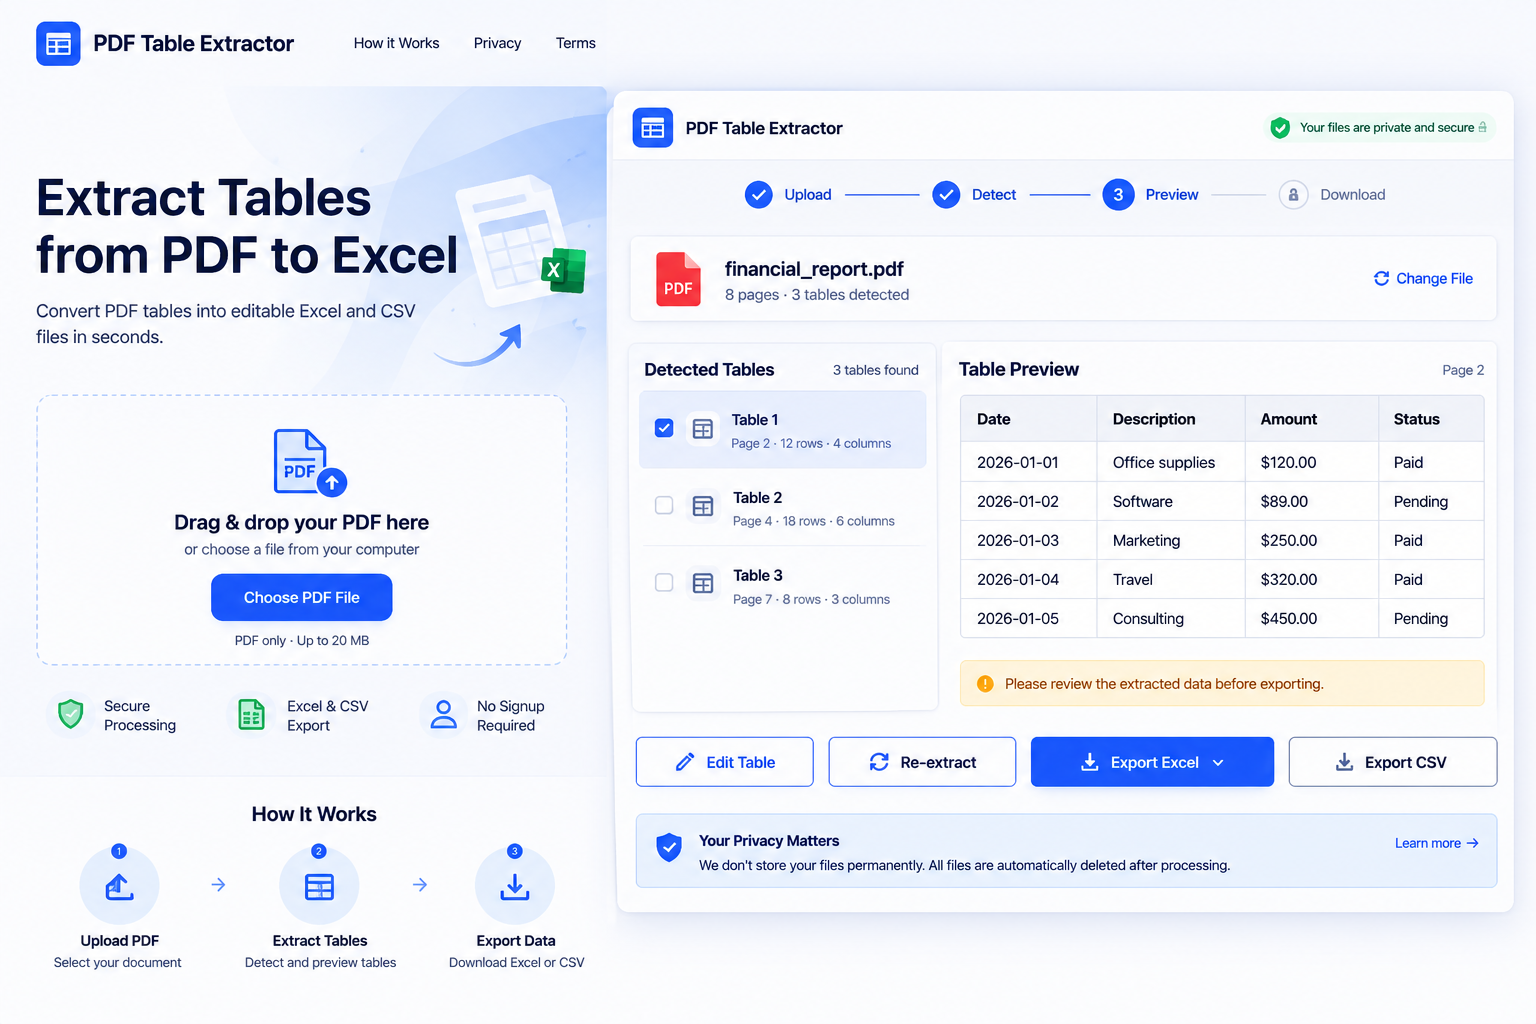 PDF Table Extractor
How it Works
Privacy
Terms
Extract Tables
from PDF to Excel
Convert PDF tables into editable Excel and CSV
files in seconds.
X
PDF
Drag & drop your PDF here
or choose a file from your computer
Choose PDF File
PDF only · Up to 20 MB
Secure
Processing
Excel & CSV
Export
No Signup
Required
How It Works
1
2
3
Upload PDF
Select your document
Extract Tables
Detect and preview tables
Export Data
Download Excel or CSV
PDF Table Extractor
Your files are private and secure
Upload
Detect
3 Preview
Download
PDF
financial_report.pdf
8 pages · 3 tables detected
Change File
Detected Tables
3 tables found
Table 1
Page 2 · 12 rows · 4 columns
Table 2
Page 4 · 18 rows · 6 columns
Table 3
Page 7 · 8 rows · 3 columns
Table Preview
Page 2
Date Description Amount Status
2026-01-01 Office supplies $120.00 Paid
2026-01-02 Software $89.00 Pending
2026-01-03 Marketing $250.00 Paid
2026-01-04 Travel $320.00 Paid
2026-01-05 Consulting $450.00 Pending
Please review the extracted data before exporting.
Edit Table
Re-extract
Export Excel
Export CSV
Your Privacy Matters
We don't store your files permanently. All files are automatically deleted after processing.
Learn more →